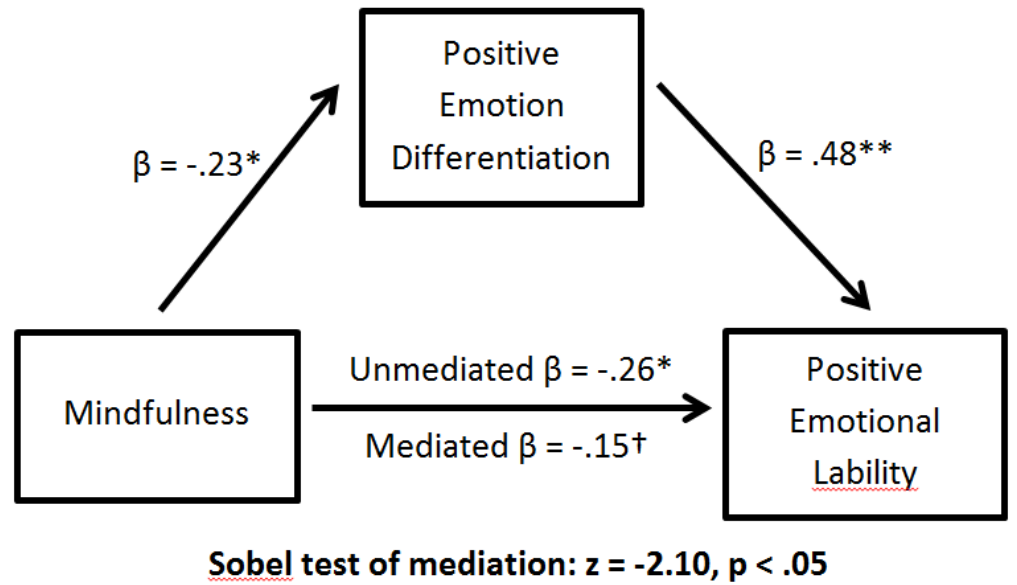 Positive
Emotion
Differentiation
β = -.23*
β = .48**
Mindfulness
Unmediated β = -.26*
Mediated β = -.15†
Positive
Emotional
Lability
Sobel test of mediation: z = -2.10, p < .05